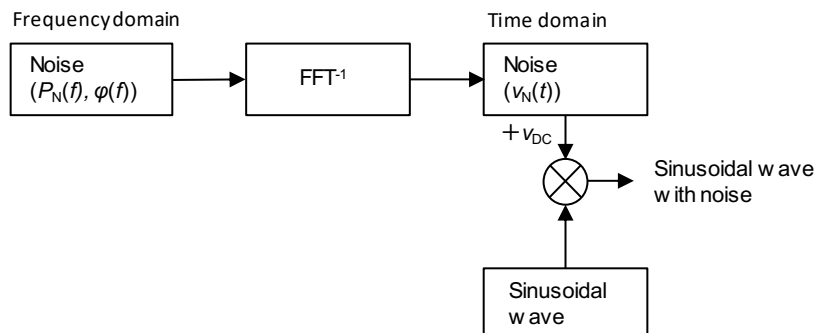 Frequency domain
Time domain
Noise
(P_N(f), φ(f))
FFT⁻¹
Noise
(v_N(t))
+v_DC
Sinusoidal wave
with noise
Sinusoidal
wave